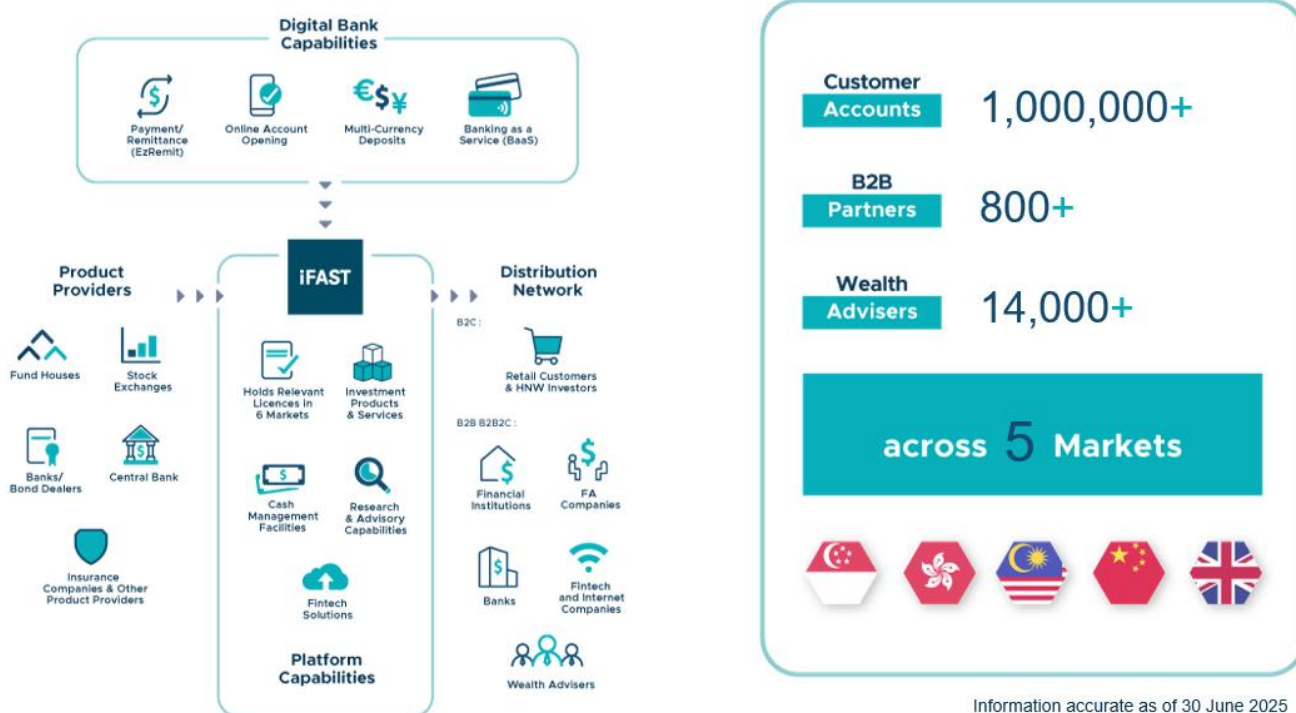 Digital Bank
Capabilities
€$¥
Payment/
Remittance
(EzRemit)
Online Account
Opening
Multi-Currency
Deposits
Banking as a
Service (BaaS)
iFAST
Product
Providers
Fund Houses
Stock
Exchanges
Banks/
Bond Dealers
Central Bank
Insurance
Companies & Other
Product Providers
Holds Relevant
Licences in
6 Markets
Investment
Products
& Services
Cash
Management
Facilities
Research
& Advisory
Capabilities
Fintech
Solutions
Platform
Capabilities
Distribution
Network
B2C :
Retail Customers
& HNW Investors
B2B B2B2C :
Financial
Institutions
FA
Companies
Banks
Fintech
and Internet
Companies
Wealth Advisers
Customer
Accounts
1,000,000+
B2B
Partners
800+
Wealth
Advisers
14,000+
across 5 Markets
Information accurate as of 30 June 2025